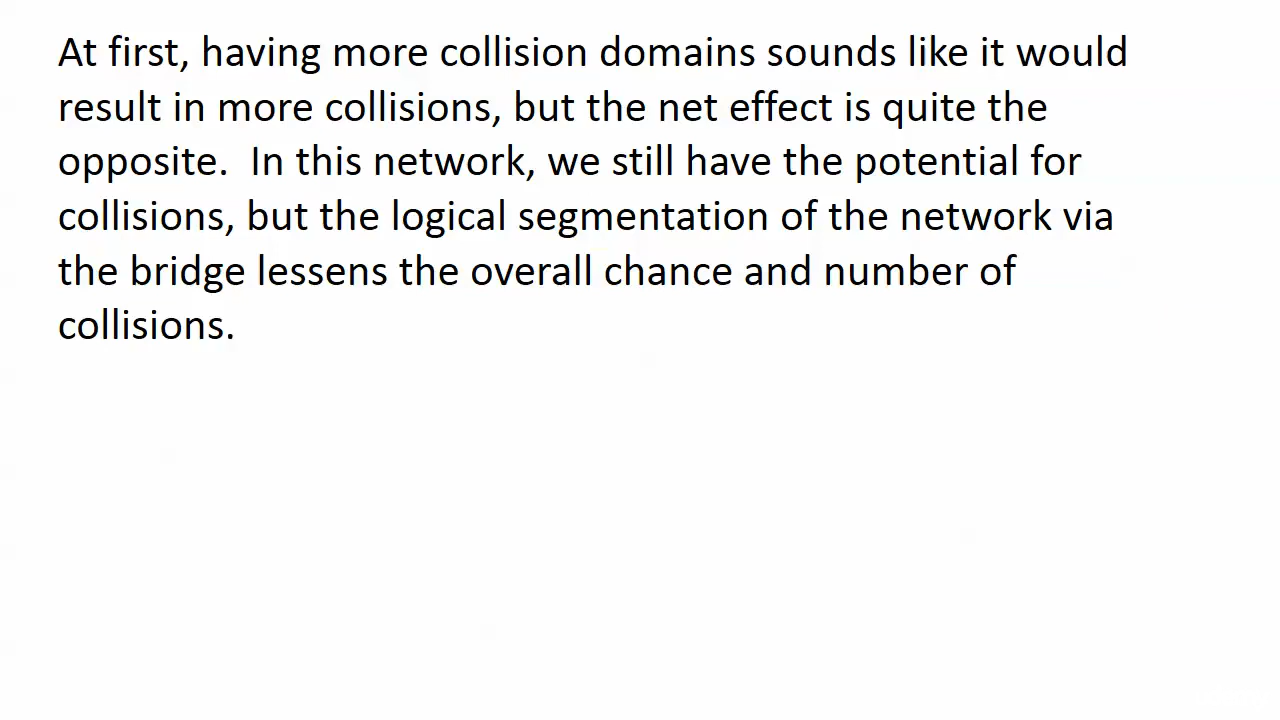 At first, having more collision domains sounds like it would
result in more collisions, but the net effect is quite the
opposite.  In this network, we still have the potential for
collisions, but the logical segmentation of the network via
the bridge lessens the overall chance and number of
collisions.